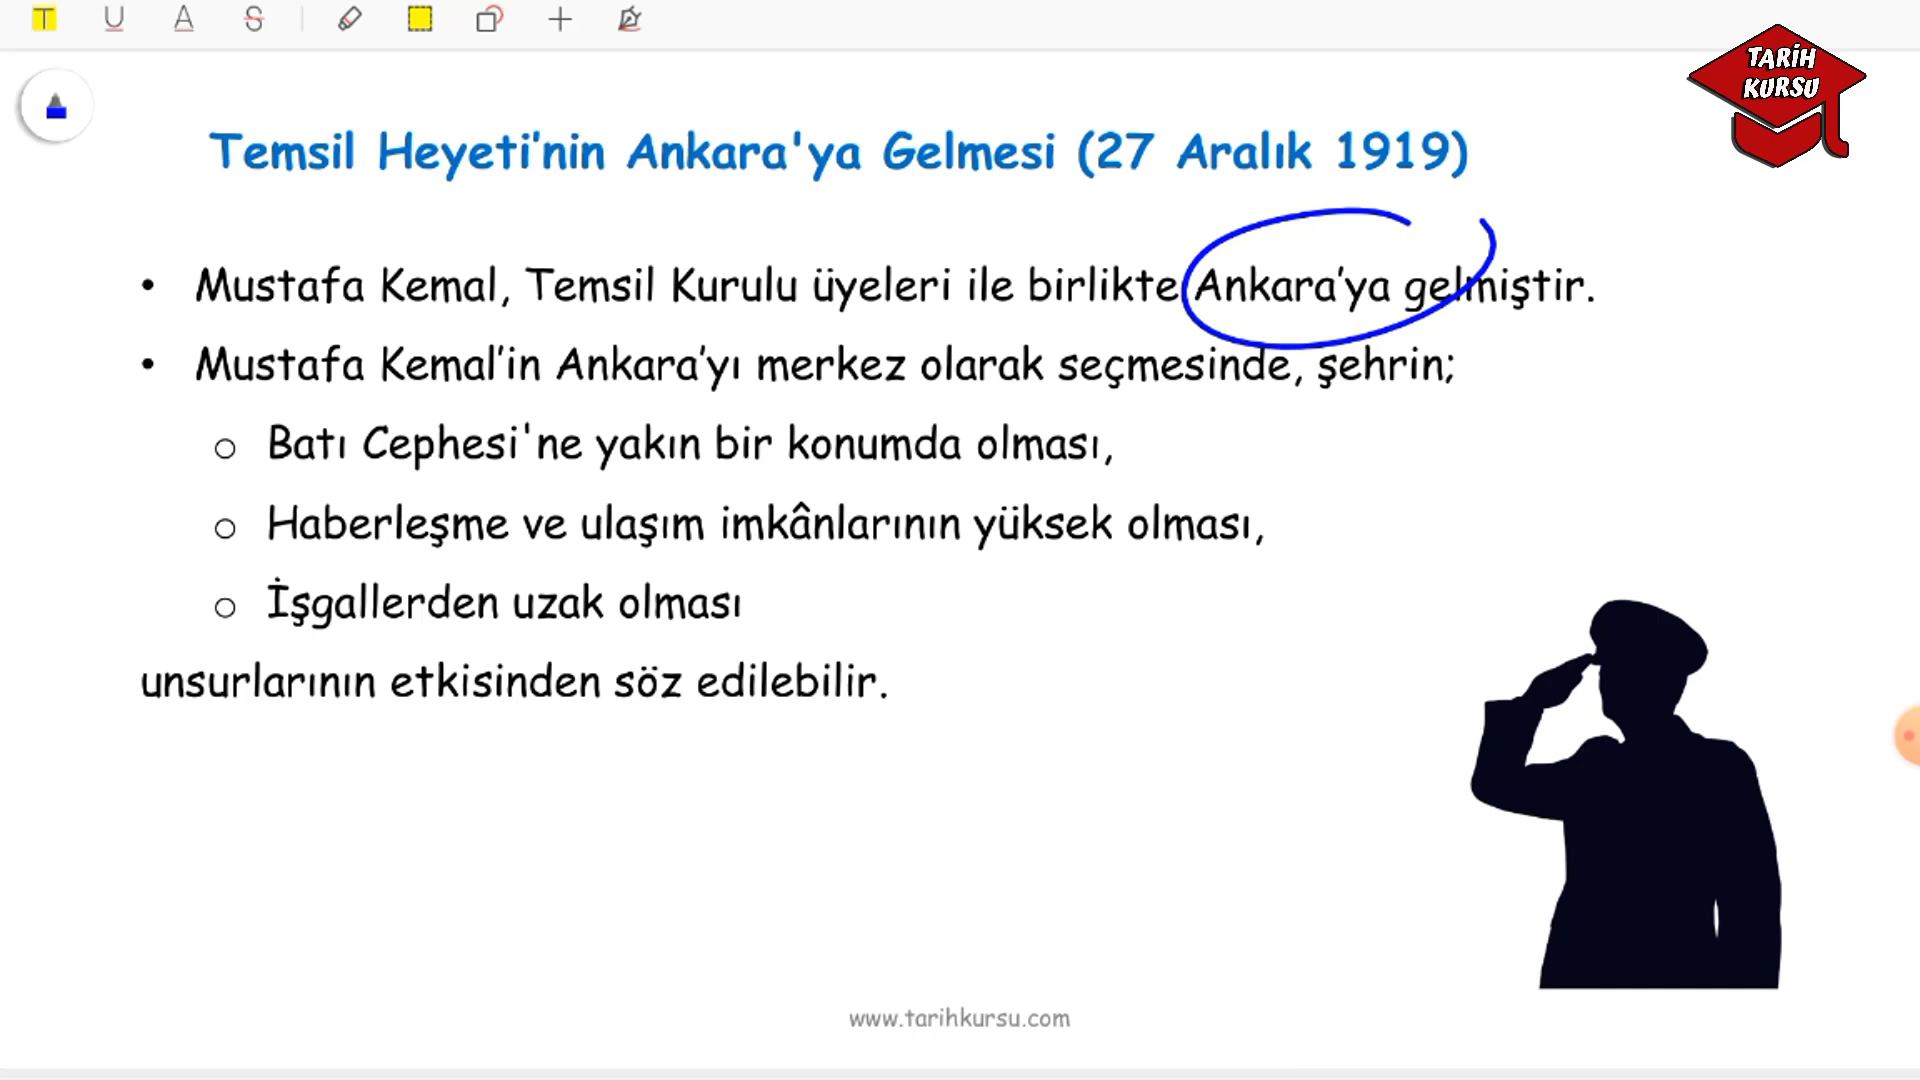 TARİH
KURSU
Temsil Heyeti’nin Ankara'ya Gelmesi (27 Aralık 1919)
• Mustafa Kemal, Temsil Kurulu üyeleri ile birlikte Ankara’ya gelmiştir.
• Mustafa Kemal’in Ankara’yı merkez olarak seçmesinde, şehrin;
o Batı Cephesi'ne yakın bir konumda olması,
o Haberleşme ve ulaşım imkânlarının yüksek olması,
o İşgallerden uzak olması
unsurlarının etkisinden söz edilebilir.
www.tarihkursu.com